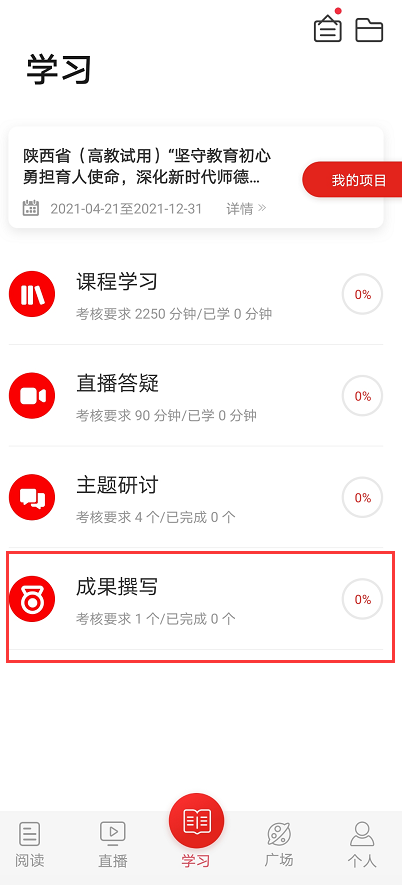 学习
陕西省（高教试用）“坚守教育初心
勇担育人使命，深化新时代师德...
我的项目
2021-04-21至2021-12-31 详情 »
课程学习
考核要求 2250 分钟/已学 0 分钟
0%
直播答疑
考核要求 90 分钟/已学 0 分钟
0%
主题研讨
考核要求 4 个/已完成 0 个
0%
成果撰写
考核要求 1 个/已完成 0 个
0%
阅读 直播 学习 广场 个人